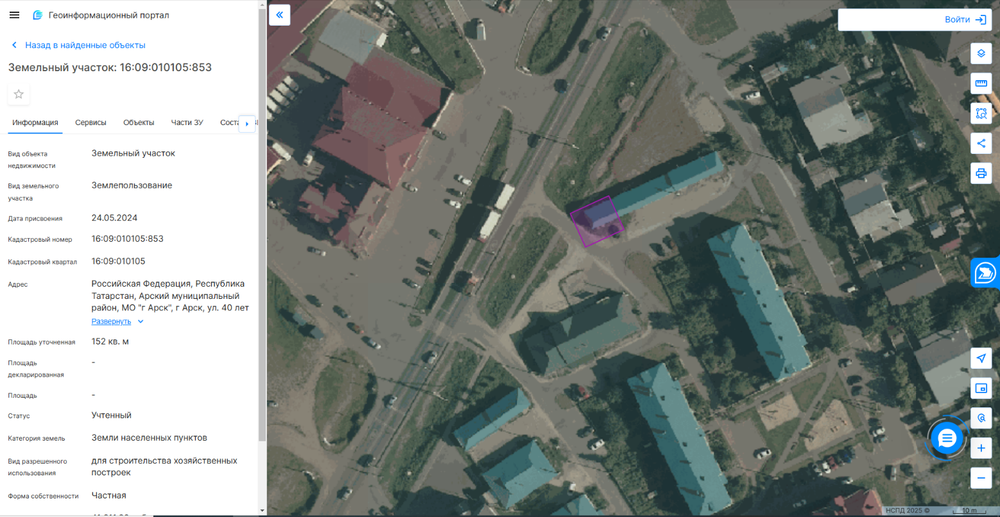 Геоинформационный портал
Войти
Назад в найденные объекты
Земельный участок: 16:09:010105:853
Информация
Сервисы
Объекты
Части ЗУ
Вид объекта недвижимости
Земельный участок
Вид земельного участка
Землепользование
Дата присвоения
24.05.2024
Кадастровый номер
16:09:010105:853
Кадастровый квартал
16:09:010105
Адрес
Российская Федерация, Республика
Татарстан, Арский муниципальный
район, МО "г Арск", г Арск, ул. 40 лет
Развернуть
Площадь уточненная
152 кв. м
Площадь декларированная
-
Площадь
-
Статус
Учтенный
Категория земель
Земли населенных пунктов
Вид разрешенного использования
для строительства хозяйственных
построек
Форма собственности
Частная
НСПД 2025 ©
10 m